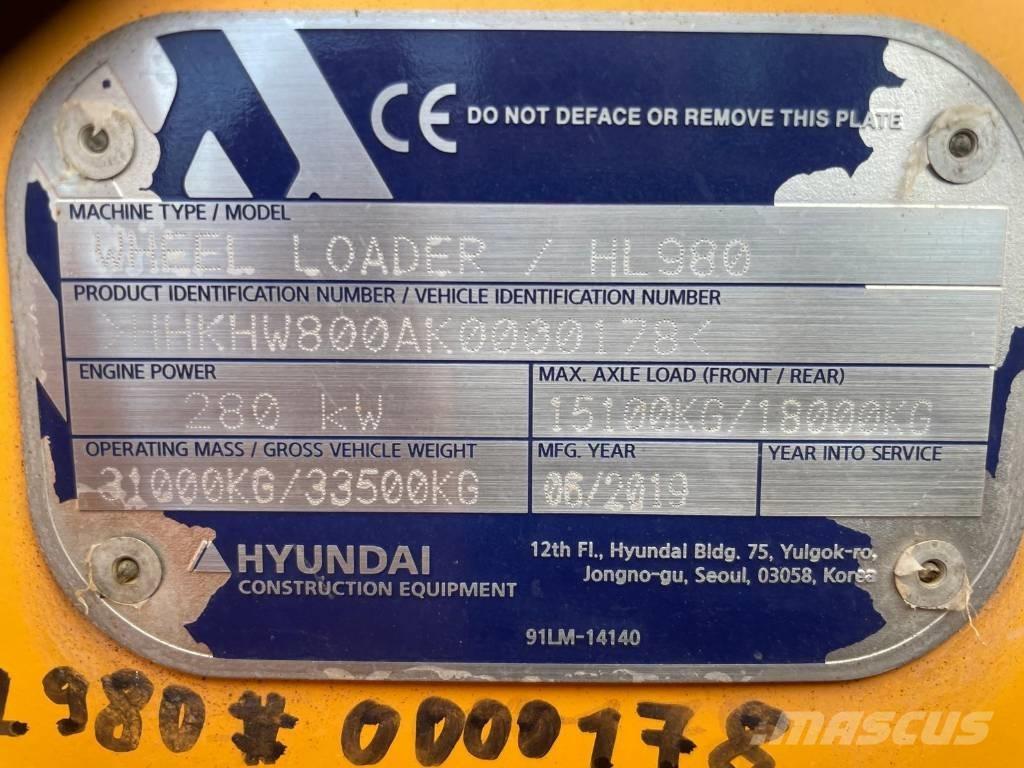 CE DO NOT DEFACE OR REMOVE THIS PLATE
MACHINE TYPE / MODEL
WHEEL LOADER / HL980
PRODUCT IDENTIFICATION NUMBER / VEHICLE IDENTIFICATION NUMBER
>HHKHW800AK0000178<
ENGINE POWER
280 kW
MAX. AXLE LOAD (FRONT / REAR)
15100KG/18000KG
OPERATING MASS / GROSS VEHICLE WEIGHT
31000KG/33500KG
MFG. YEAR
06/2019
YEAR INTO SERVICE
HYUNDAI
CONSTRUCTION EQUIPMENT
12th Fl., Hyundai Bldg. 75, Yulgok-ro,
Jongno-gu, Seoul, 03058, Korea
91LM-14140
L980# 0000178
MASCUS